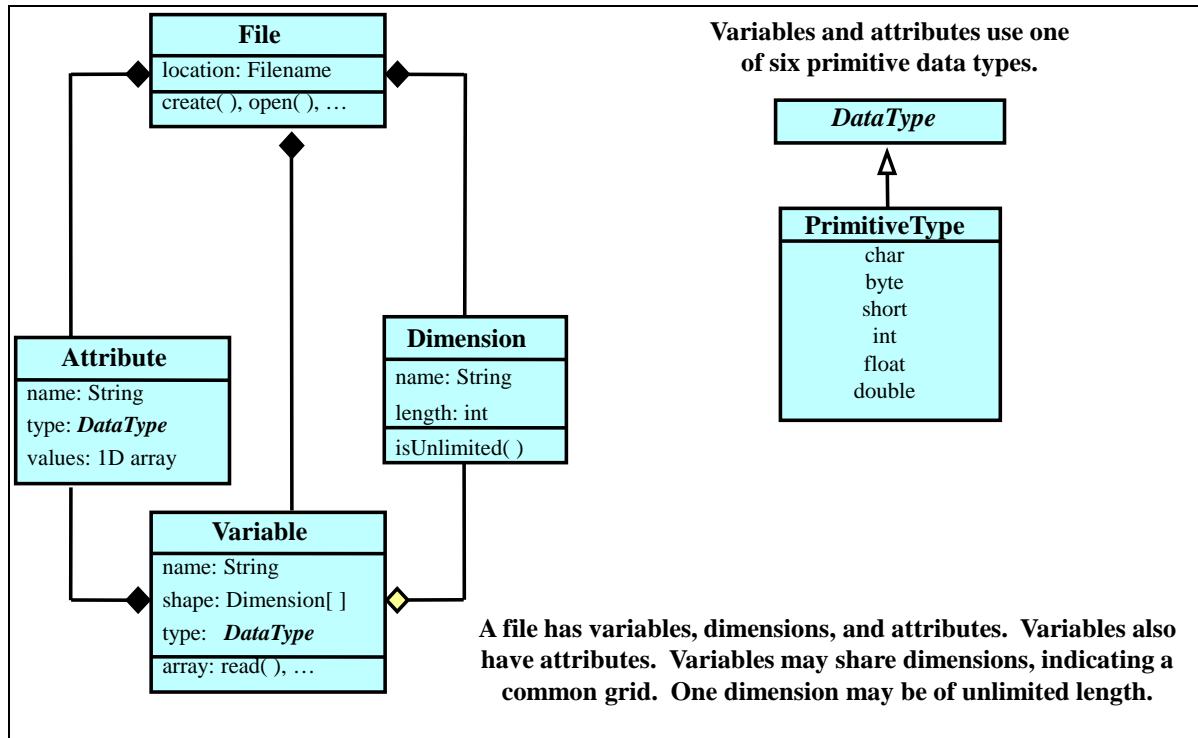 File
location: Filename
create( ), open( ), …
Attribute
name: String
type: DataType
values: 1D array
Dimension
name: String
length: int
isUnlimited( )
Variable
name: String
shape: Dimension[ ]
type: DataType
array: read( ), …
Variables and attributes use one
of six primitive data types.
DataType
PrimitiveType
char
byte
short
int
float
double
A file has variables, dimensions, and attributes. Variables also
have attributes. Variables may share dimensions, indicating a
common grid. One dimension may be of unlimited length.